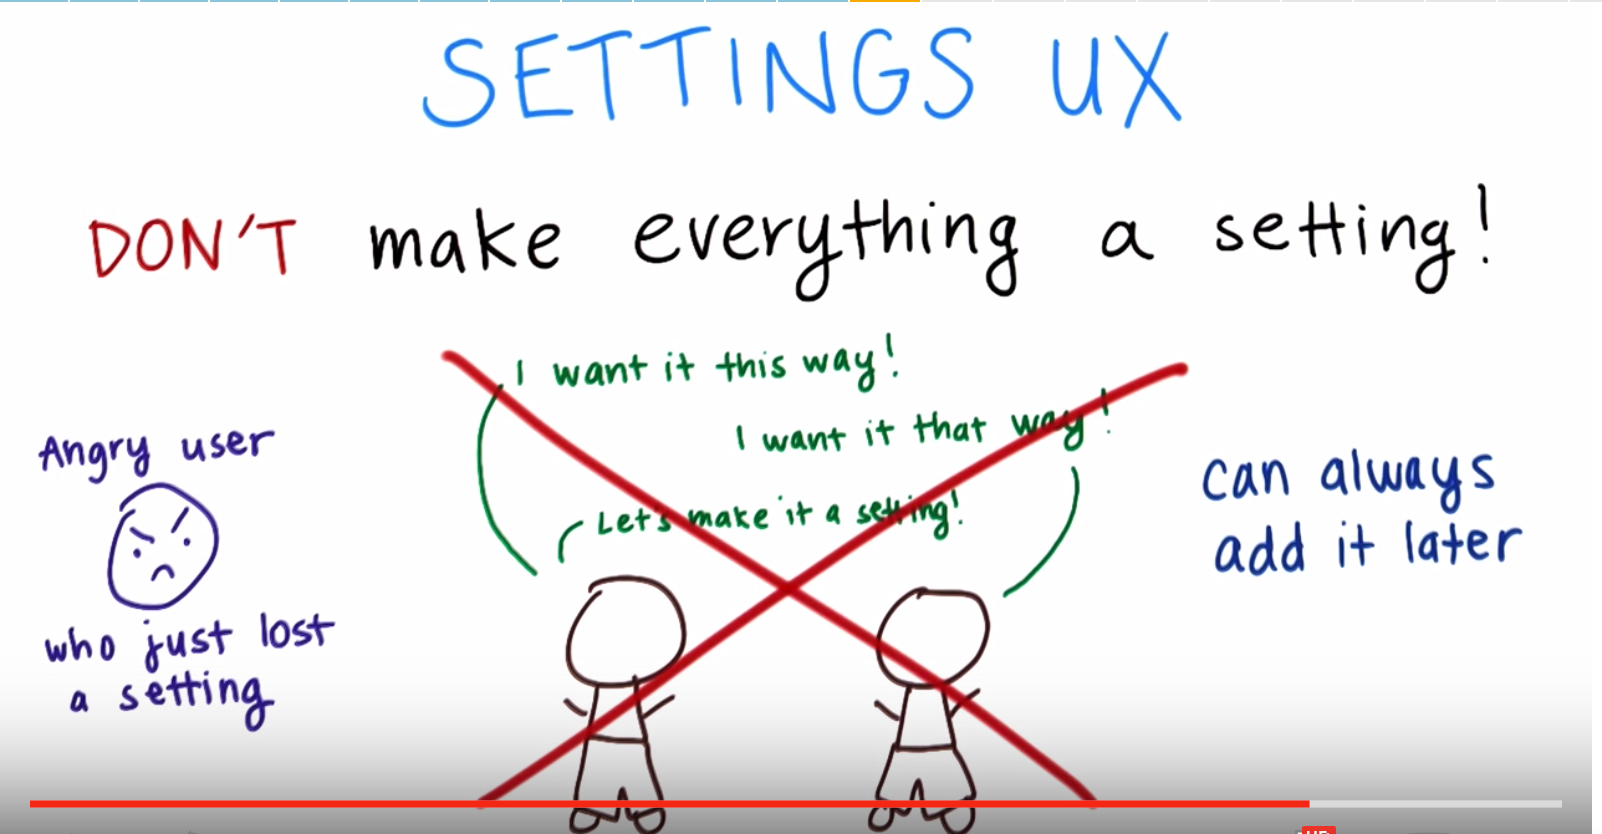 SETTINGS UX
DON'T make everything a setting!
I want it this way!
I want it that way!
Let's make it a setting!
Angry user
who just lost
a setting
can always
add it later
HD